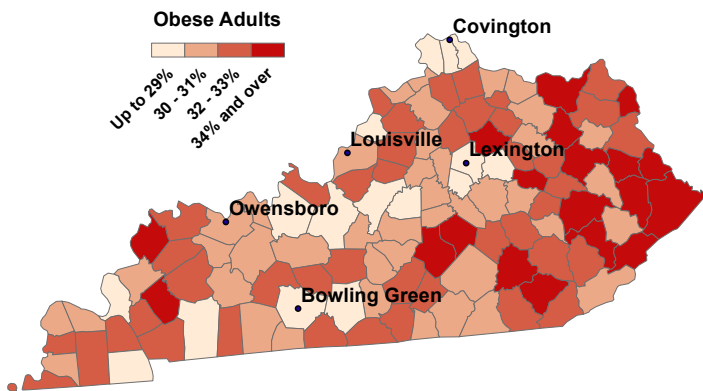 Obese Adults
Up to 29%
30 - 31%
32 - 33%
34% and over
Covington
Louisville
Lexington
Owensboro
Bowling Green